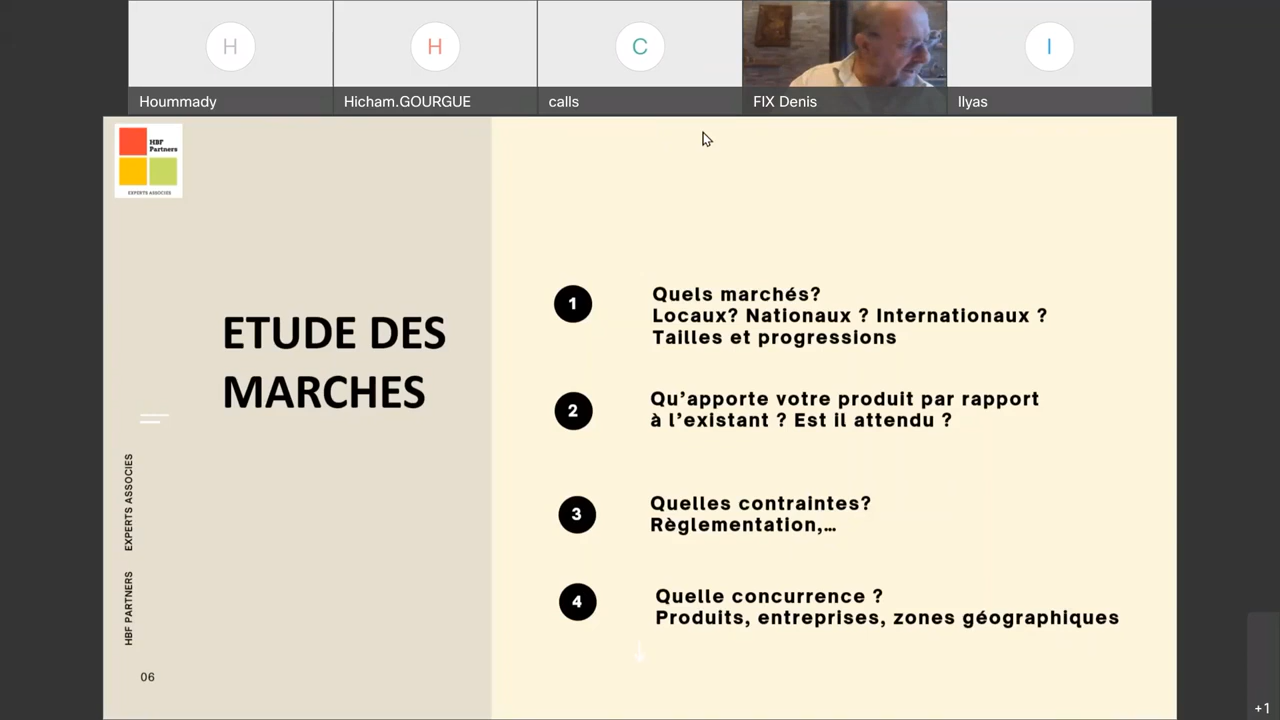 H
H
C
I
Hoummady
Hicham.GOURGUE
calls
FIX Denis
Ilyas
HBF
Partners
EXPERTS ASSOCIES
ETUDE DES
MARCHES
1
Quels marchés?
Locaux? Nationaux ? Internationaux ?
Tailles et progressions
2
Qu’apporte votre produit par rapport
à l’existant ? Est il attendu ?
3
Quelles contraintes?
Règlementation,…
4
Quelle concurrence ?
Produits, entreprises, zones géographiques
HBF PARTNERS EXPERTS ASSOCIES
06
+1